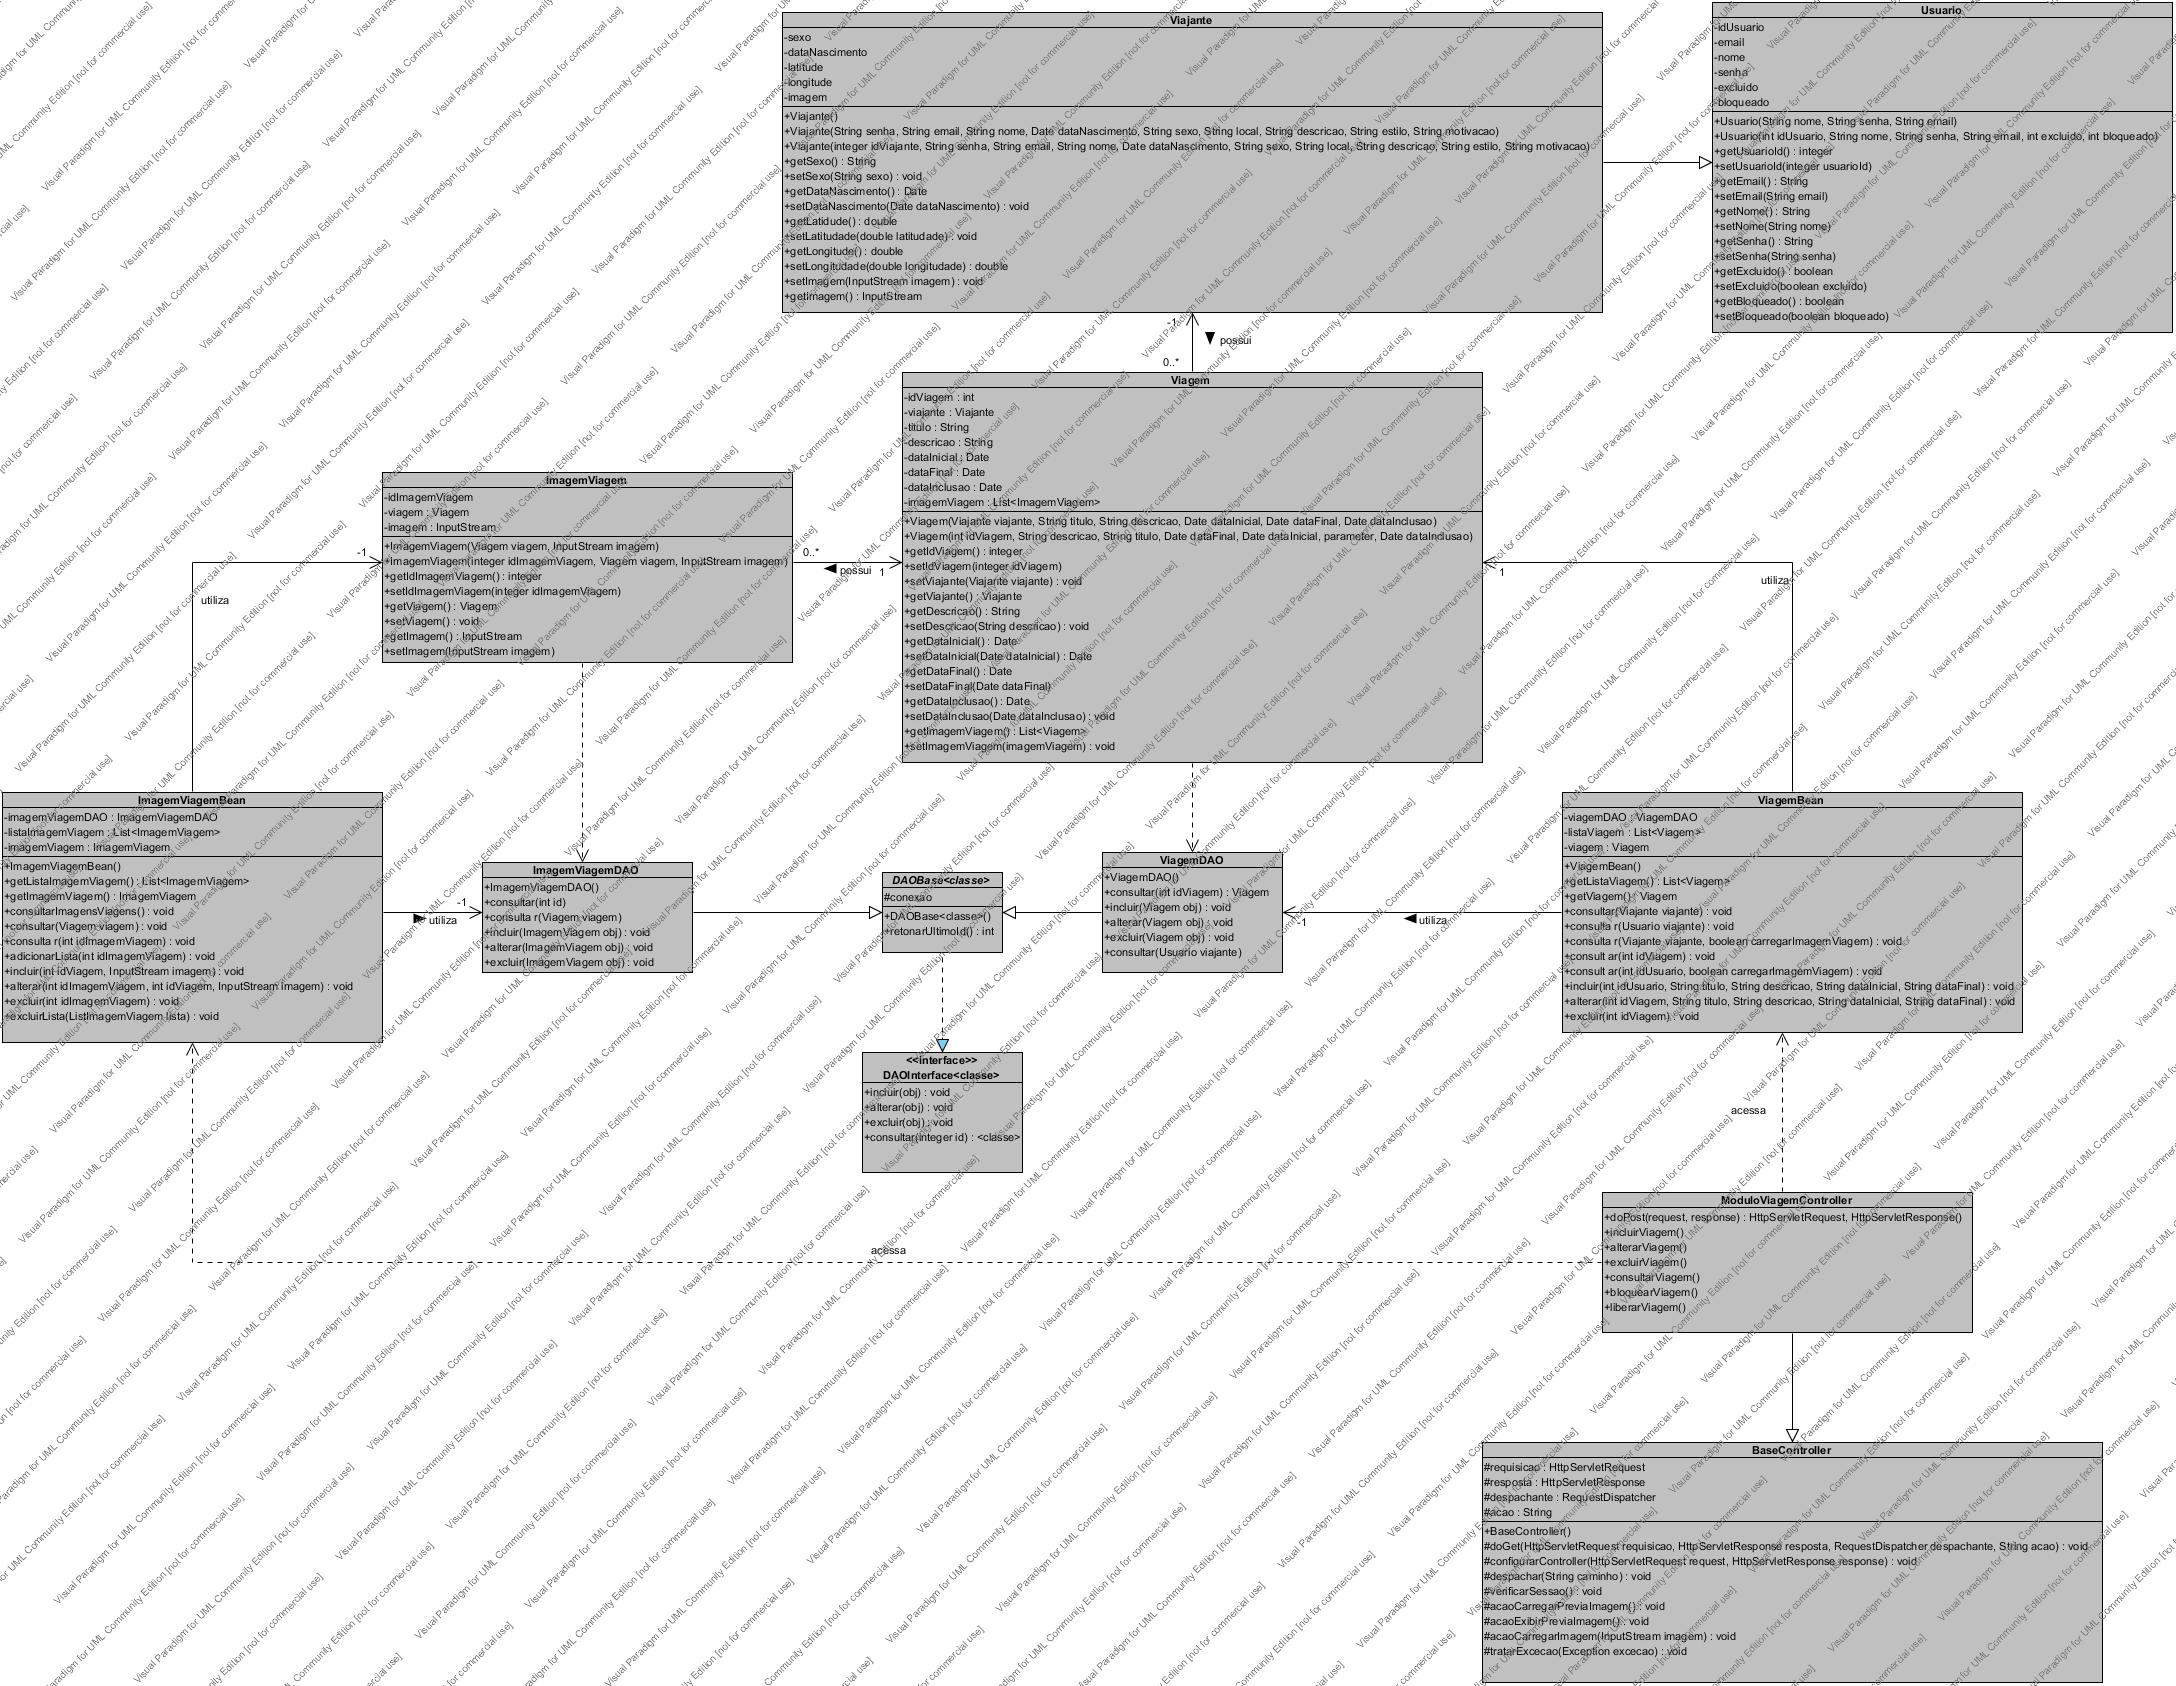 Viajante
-sexo
-dataNascimento
-latitude
-longitude
-imagem
+Viajante()
+Viajante(String senha, String email, String nome, Date dataNascimento, String sexo, String local, String descricao, String estilo, String motivacao)
+Viajante(integer idViajante, String senha, String email, String nome, Date dataNascimento, String sexo, String local, String descricao, String estilo, String motivacao)
+getSexo() : String
+setSexo(String sexo) : void
+getDataNascimento() : Date
+setDataNascimento(Date dataNascimento) : void
+getLatidude() : double
+setLatitudade(double latitudade) : void
+getLongitude() : double
+setLongitudade(double longitudade) : double
+setImagem(InputStream imagem) : void
+getImagem() : InputStream
Usuario
-idUsuario
-email
-nome
-senha
-excluido
-bloqueado
+Usuario(String nome, String senha, String email)
+Usuario(int idUsuario, String nome, String senha, String email, int excluido, int bloqueado)
+getUsuarioId() : integer
+setUsuarioId(integer usuarioId)
+getEmail() : String
+setEmail(String email)
+getNome() : String
+setNome(String nome)
+getSenha() : String
+setSenha(String senha)
+getExcluido() : boolean
+setExcluido(boolean excluido)
+getBloqueado() : boolean
+setBloqueado(boolean bloqueado)
-1
possui
0..*
Viagem
-idViagem : int
-viajante : Viajante
-titulo : String
-descricao : String
-dataInicial : Date
-dataFinal : Date
-dataInclusao : Date
-imagemViagem : List<ImagemViagem>
+Viagem(Viajante viajante, String titulo, String descricao, Date dataInicial, Date dataFinal, Date dataInclusao)
+Viagem(int idViagem, String descricao, String titulo, Date dataFinal, Date dataInicial, parameter, Date dataInclusao)
+getIdViagem() : integer
+setIdViagem(integer idViagem)
+setViajante(Viajante viajante) : void
+getViajante() : Viajante
+getDescricao() : String
+setDescricao(String descricao) : void
+getDataInicial() : Date
+setDataInicial(Date dataInicial) : Date
+getDataFinal() : Date
+setDataFinal(Date dataFinal)
+getDataInclusao() : Date
+setDataInclusao(Date dataInclusao) : void
+getImagemViagem() : List<Viagem>
+setImagemViagem(imagemViagem) : void
ImagemViagem
-idImagemViagem
-viagem : Viagem
-imagem : InputStream
+ImagemViagem(Viagem viagem, InputStream imagem)
+ImagemViagem(integer idImagemViagem, Viagem viagem, InputStream imagem)
+getIdImagemViagem() : integer
+setIdImagemViagem(integer idImagemViagem)
+getViagem() : Viagem
+setViagem() : void
+getImagem() : InputStream
+setImagem(InputStream imagem)
-1
utiliza
0..*
possui
1
1
utiliza
ImagemViagemBean
-imagemViagemDAO : ImagemViagemDAO
-listaImagemViagem : List<ImagemViagem>
-imagemViagem : ImagemViagem
+ImagemViagemBean()
+getListaImagemViagem() : List<ImagemViagem>
+getImagemViagem() : ImagemViagem
+consultarImagensViagens() : void
+consultar(Viagem viagem) : void
+consulta r(int idImagemViagem) : void
+adicionarLista(int idImagemViagem) : void
+incluir(int idViagem, InputStream imagem) : void
+alterar(int idImagemViagem, int idViagem, InputStream imagem) : void
+excluir(int idImagemViagem) : void
+excluirLista(ListImagemViagem lista) : void
-1
utiliza
ImagemViagemDAO
+ImagemViagemDAO()
+consultar(int id)
+consulta r(Viagem viagem)
+incluir(ImagemViagem obj) : void
+alterar(ImagemViagem obj) : void
+excluir(ImagemViagem obj) : void
DAOBase<classe>
#conexao
+DAOBase<classe>()
+retonarUltimoId() : int
ViagemDAO
+ViagemDAO()
+consultar(int idViagem) : Viagem
+incluir(Viagem obj) : void
+alterar(Viagem obj) : void
+excluir(Viagem obj) : void
+consultar(Usuario viajante)
-1
utiliza
ViagemBean
-viagemDAO : ViagemDAO
-listaViagem : List<Viagem>
-viagem : Viagem
+ViagemBean()
+getListaViagem() : List<Viagem>
+getViagem() : Viagem
+consultar(Viajante viajante) : void
+consulta r(Usuario viajante) : void
+consulta r(Viajante viajante, boolean carregarImagemViagem) : void
+consult ar(int idViagem) : void
+consult ar(int idUsuario, boolean carregarImagemViagem) : void
+incluir(int idUsuario, String titulo, String descricao, String dataInicial, String dataFinal) : void
+alterar(int idViagem, String titulo, String descricao, String dataInicial, String dataFinal) : void
+excluir(int idViagem) : void
<<interface>>
DAOInterface<classe>
+incluir(obj) : void
+alterar(obj) : void
+excluir(obj) : void
+consultar(integer id) : <classe>
acessa
acessa
ModuloViagemController
+doPost(request, response) : HttpServletRequest, HttpServletResponse()
+incluirViagem()
+alterarViagem()
+excluirViagem()
+consultarViagem()
+bloquearViagem()
+liberarViagem()
BaseController
#requisicao : HttpServletRequest
#resposta : HttpServletResponse
#despachante : RequestDispatcher
#acao : String
+BaseController()
#doGet(HttpServletRequest requisicao, HttpServletResponse resposta, RequestDispatcher despachante, String acao) : void
#configurarController(HttpServletRequest request, HttpServletResponse response) : void
#despachar(String caminho) : void
#verificarSessao() : void
#acaoCarregarPreviaImagem() : void
#acaoExibirPreviaImagem() : void
#acaoCarregarImagem(InputStream imagem) : void
#tratarExcecao(Exception excecao) : void
Visual Paradigm for UML Community Edition [not for commercial use]